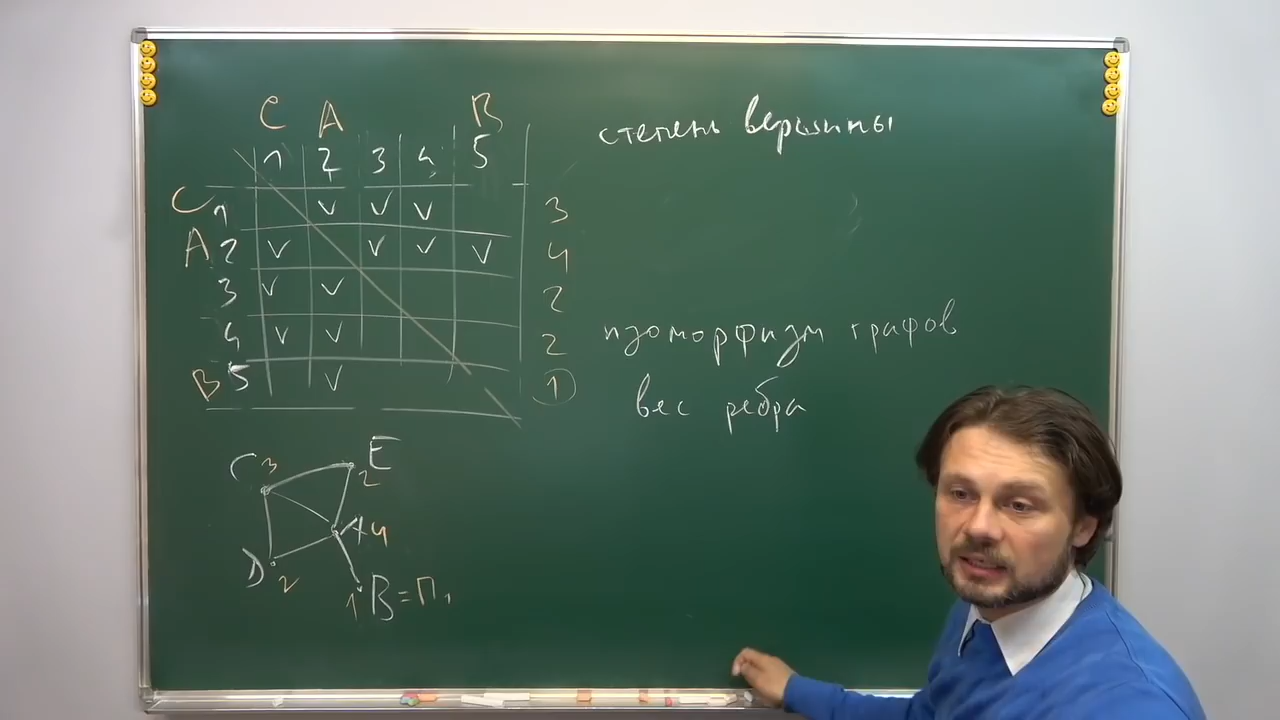 С А В
1 2 3 4 5
С 1 V V V 3
А 2 V V V V 4
3 V V 2
4 V V 2
В 5 V 1
степень вершины
изоморфизм графов
вес ребра
С 3 2 Е
А 4
D 2
1 В = П